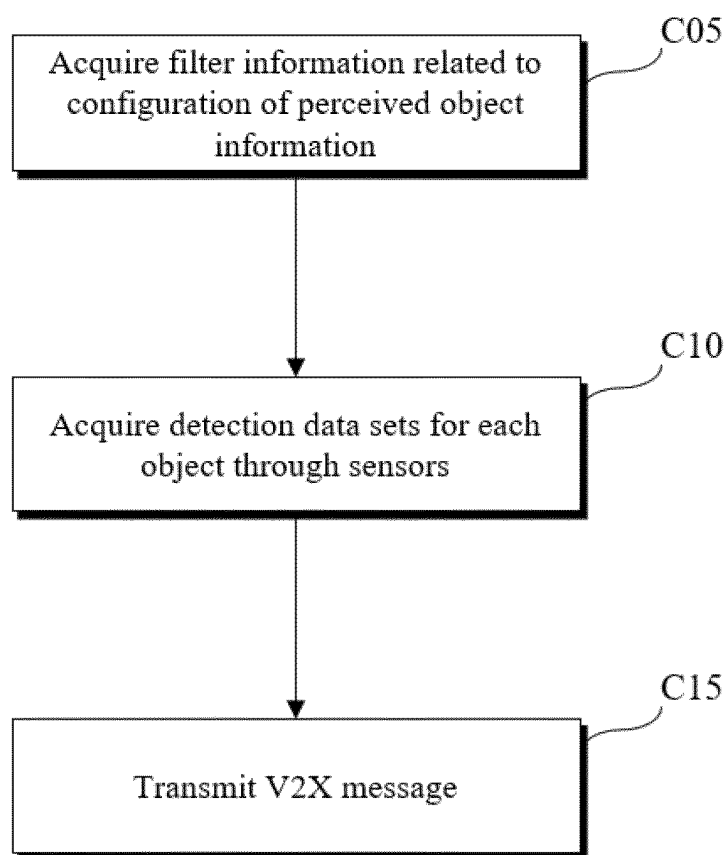 C05
Acquire filter information related to
configuration of perceived object
information
C10
Acquire detection data sets for each
object through sensors
C15
Transmit V2X message